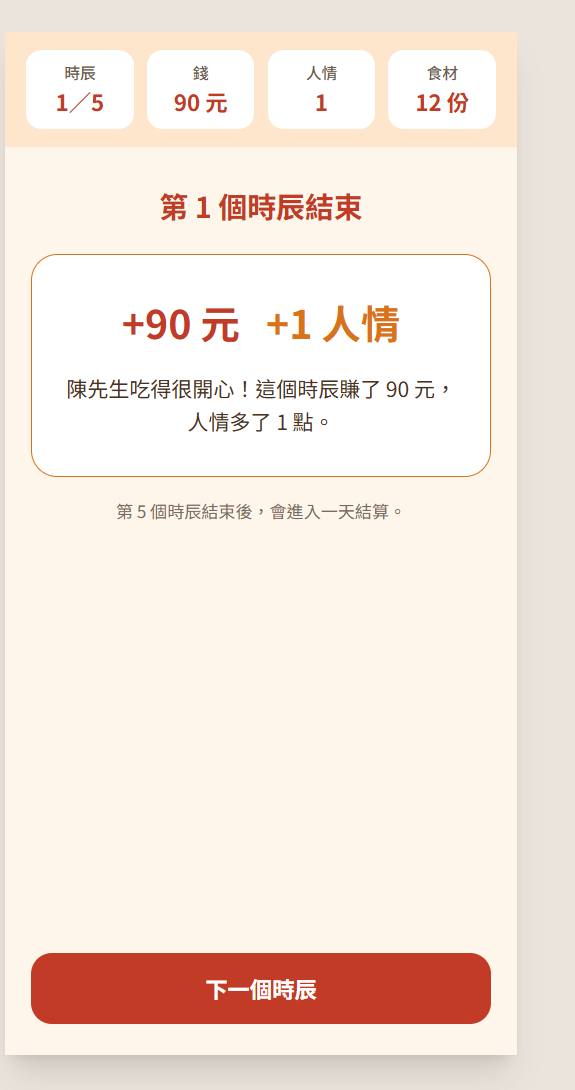 時辰
1／5
錢
90 元
人情
1
食材
12 份
第 1 個時辰結束
+90 元 +1 人情
陳先生吃得很開心！這個時辰賺了 90 元，
人情多了 1 點。
第 5 個時辰結束後，會進入一天結算。
下一個時辰